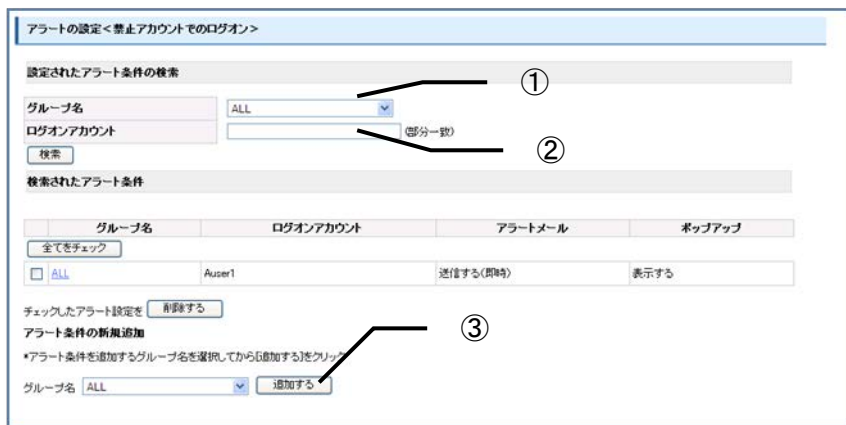 アラートの設定<禁止アカウントでのログオン>
設定されたアラート条件の検索
①
グループ名 ALL
ログオンアカウント (部分一致)
②
検索
検索されたアラート条件
グループ名 ログオンアカウント アラートメール ポップアップ
全てをチェック
ALL Auser1 送信する(即時) 表示する
チェックしたアラート設定を 削除する
アラート条件の新規追加
③
*アラート条件を追加するグループ名を選択してから[追加する]をクリック
グループ名 ALL 追加する